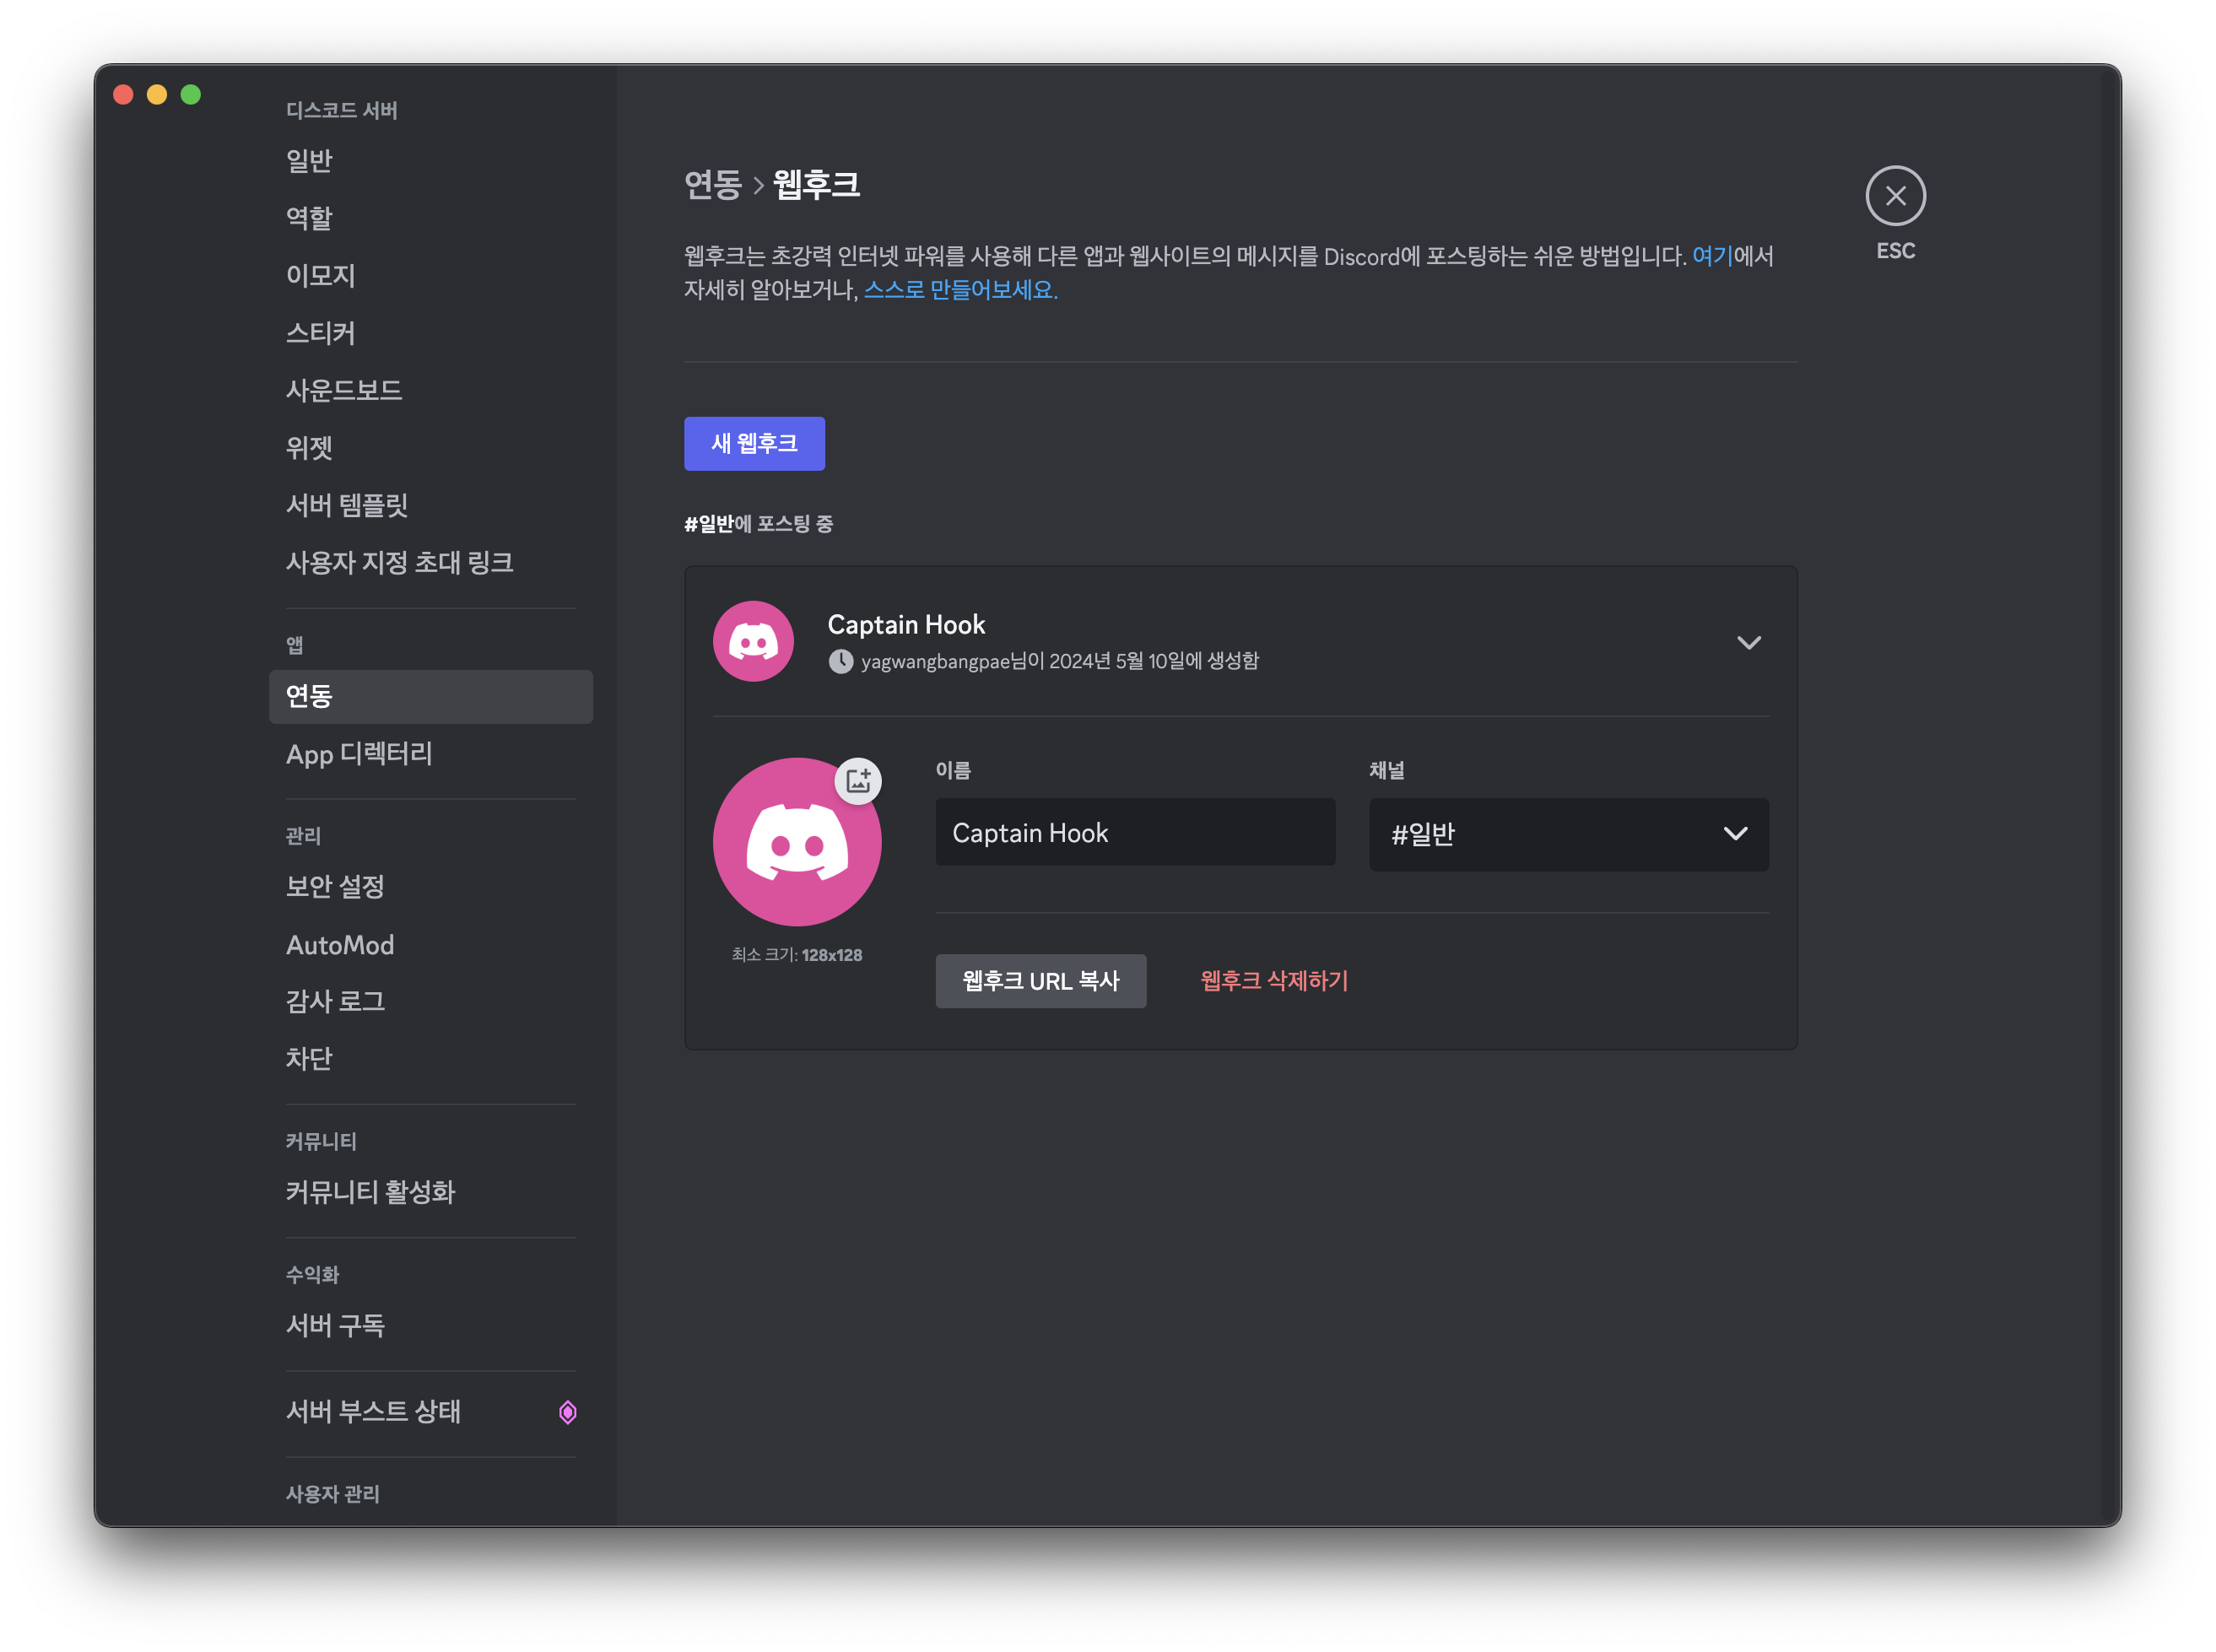 디스코드 서버
일반
역할
이모지
스티커
사운드보드
위젯
서버 템플릿
사용자 지정 초대 링크
앱
연동
App 디렉터리
관리
보안 설정
AutoMod
감사 로그
차단
커뮤니티
커뮤니티 활성화
수익화
서버 구독
서버 부스트 상태
사용자 관리
연동 > 웹후크
웹후크는 초강력 인터넷 파워를 사용해 다른 앱과 웹사이트의 메시지를 Discord에 포스팅하는 쉬운 방법입니다. 여기에서
자세히 알아보거나, 스스로 만들어보세요.
새 웹후크
#일반에 포스팅 중
Captain Hook
yagwangbangpae님이 2024년 5월 10일에 생성함
이름
Captain Hook
채널
#일반
최소 크기: 128x128
웹후크 URL 복사
웹후크 삭제하기
ESC